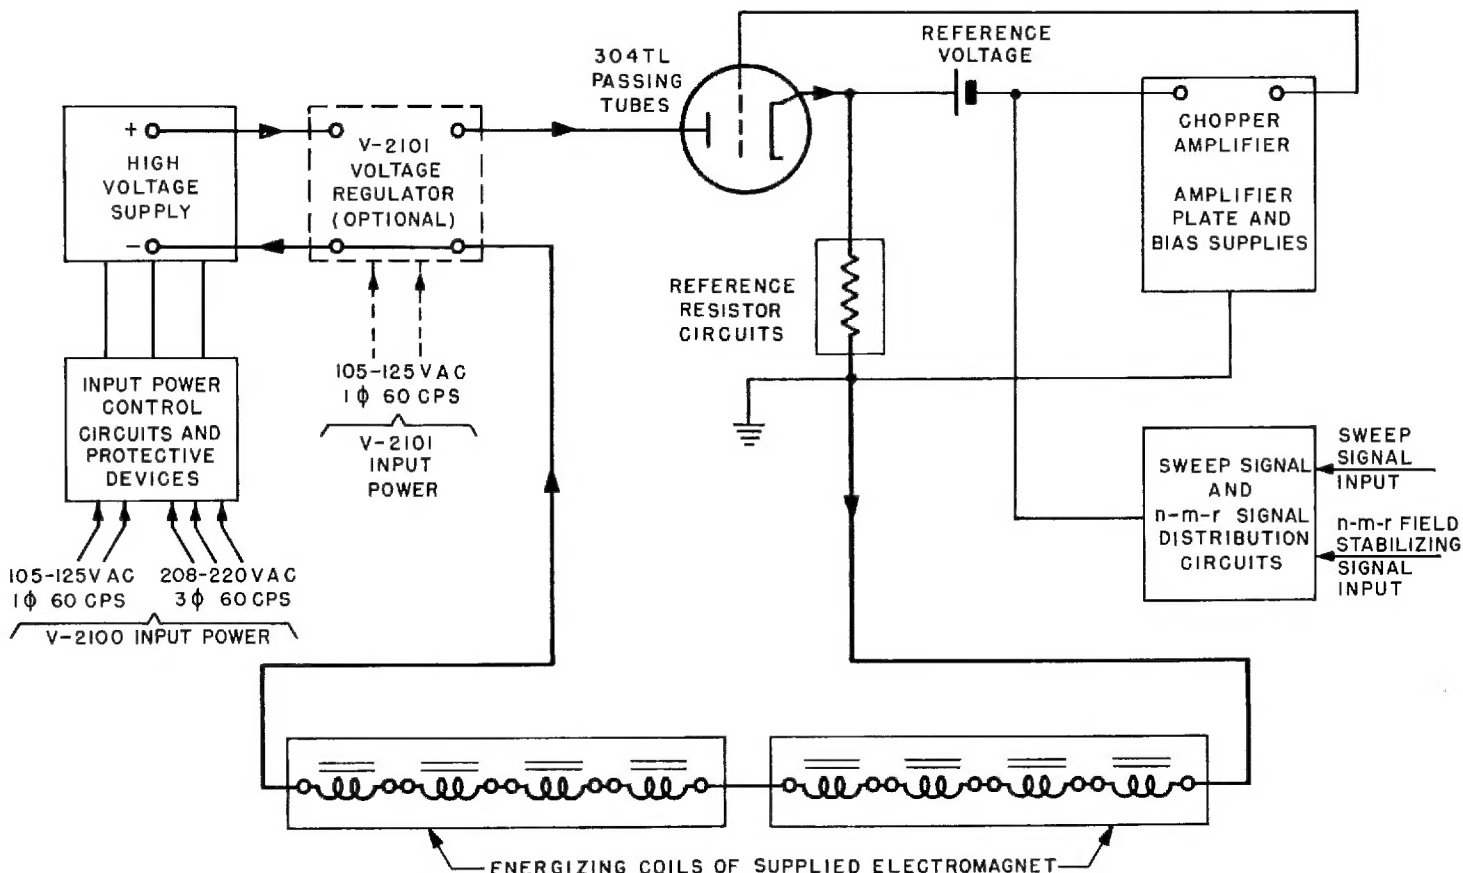 304TL
PASSING
TUBES
REFERENCE
VOLTAGE
+
HIGH
VOLTAGE
SUPPLY
−
V-2101
VOLTAGE
REGULATOR
(OPTIONAL)
CHOPPER
AMPLIFIER
AMPLIFIER
PLATE AND
BIAS SUPPLIES
REFERENCE
RESISTOR
CIRCUITS
INPUT POWER
CONTROL
CIRCUITS AND
PROTECTIVE
DEVICES
105-125 V AC
1 ϕ 60 CPS
V-2101
INPUT
POWER
SWEEP SIGNAL
AND
n-m-r SIGNAL
DISTRIBUTION
CIRCUITS
SWEEP
SIGNAL
INPUT
n-m-r FIELD
STABILIZING
SIGNAL
INPUT
105-125V AC
1ϕ 60 CPS
208-220 VAC
3ϕ 60 CPS
V-2100 INPUT POWER
ENERGIZING COILS OF SUPPLIED ELECTROMAGNET